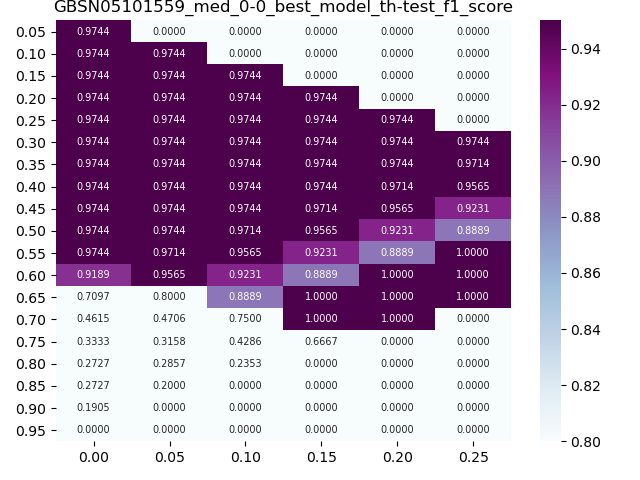 GBSN05101559_med_0-0_best_model_th-test_f1_score
0.05 0.9744 0.0000 0.0000 0.0000 0.0000 0.0000
0.10 0.9744 0.9744 0.0000 0.0000 0.0000 0.0000
0.15 0.9744 0.9744 0.9744 0.0000 0.0000 0.0000
0.20 0.9744 0.9744 0.9744 0.9744 0.0000 0.0000
0.25 0.9744 0.9744 0.9744 0.9744 0.9744 0.0000
0.30 0.9744 0.9744 0.9744 0.9744 0.9744 0.9744
0.35 0.9744 0.9744 0.9744 0.9744 0.9744 0.9714
0.40 0.9744 0.9744 0.9744 0.9744 0.9714 0.9565
0.45 0.9744 0.9744 0.9744 0.9714 0.9565 0.9231
0.50 0.9744 0.9744 0.9714 0.9565 0.9231 0.8889
0.55 0.9744 0.9714 0.9565 0.9231 0.8889 1.0000
0.60 0.9189 0.9565 0.9231 0.8889 1.0000 1.0000
0.65 0.7097 0.8000 0.8889 1.0000 1.0000 1.0000
0.70 0.4615 0.4706 0.7500 1.0000 1.0000 0.0000
0.75 0.3333 0.3158 0.4286 0.6667 0.0000 0.0000
0.80 0.2727 0.2857 0.2353 0.0000 0.0000 0.0000
0.85 0.2727 0.2000 0.0000 0.0000 0.0000 0.0000
0.90 0.1905 0.0000 0.0000 0.0000 0.0000 0.0000
0.95 0.0000 0.0000 0.0000 0.0000 0.0000 0.0000
0.00 0.05 0.10 0.15 0.20 0.25
0.94
0.92
0.90
0.88
0.86
0.84
0.82
0.80